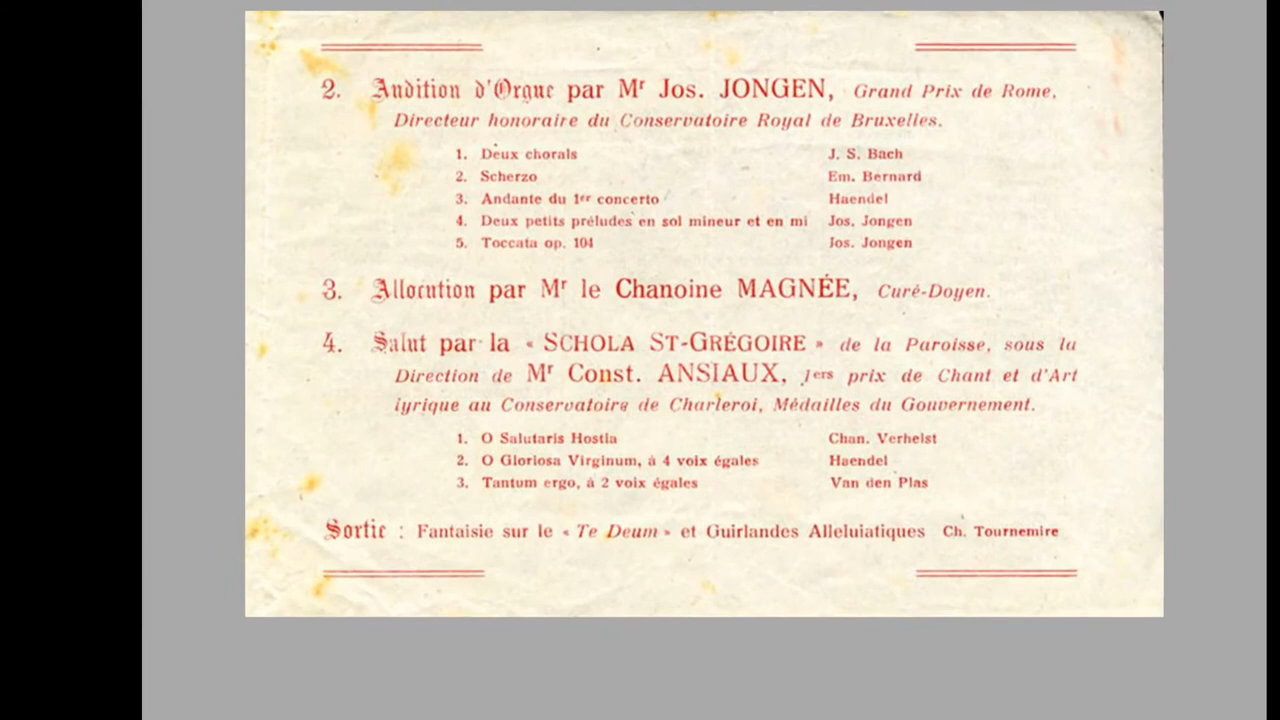 2. Audition d'Orgue par Mr Jos. JONGEN, Grand Prix de Rome,
Directeur honoraire du Conservatoire Royal de Bruxelles.
1. Deux chorals J. S. Bach
2. Scherzo Em. Bernard
3. Andante du 1er concerto Haendel
4. Deux petits préludes en sol mineur et en mi Jos. Jongen
5. Toccata op. 104 Jos. Jongen
3. Allocution par Mr le Chanoine MAGNÉE, Curé-Doyen.
4. Salut par la « SCHOLA ST-GRÉGOIRE » de la Paroisse, sous la
Direction de Mr Const. ANSIAUX, 1ers prix de Chant et d'Art
lyrique au Conservatoire de Charleroi, Médailles du Gouvernement.
1. O Salutaris Hostia Chan. Verhelst
2. O Gloriosa Virginum, à 4 voix égales Haendel
3. Tantum ergo, à 2 voix égales Van den Plas
Sortie : Fantaisie sur le « Te Deum » et Guirlandes Alleluiatiques Ch. Tournemire